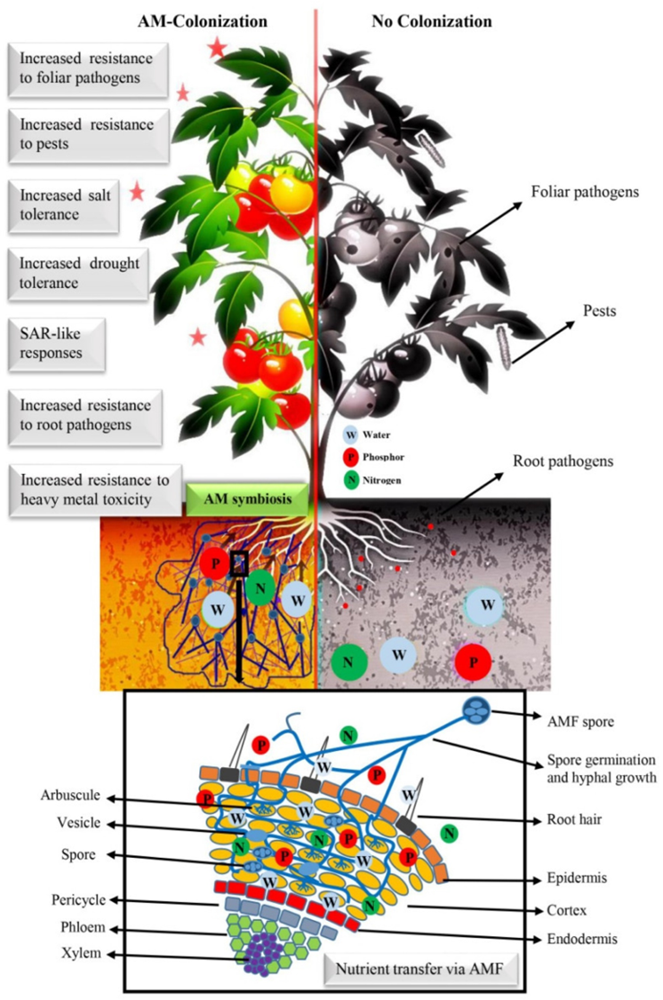 AM-Colonization
No Colonization
Increased resistance
to foliar pathogens
Increased resistance
to pests
Increased salt
tolerance
Increased drought
tolerance
SAR-like
responses
Increased resistance
to root pathogens
Increased resistance to
heavy metal toxicity
Foliar pathogens
Pests
W Water
P Phosphor
N Nitrogen
Root pathogens
AM symbiosis
P
N
W
W
W
N
W
P
AMF spore
Spore germination
and hyphal growth
Root hair
Epidermis
Cortex
Endodermis
Arbuscule
Vesicle
Spore
Pericycle
Phloem
Xylem
N
P
W
P
W
P
W
W
N
N
P
N
P
W
P
W
W
N
Nutrient transfer via AMF